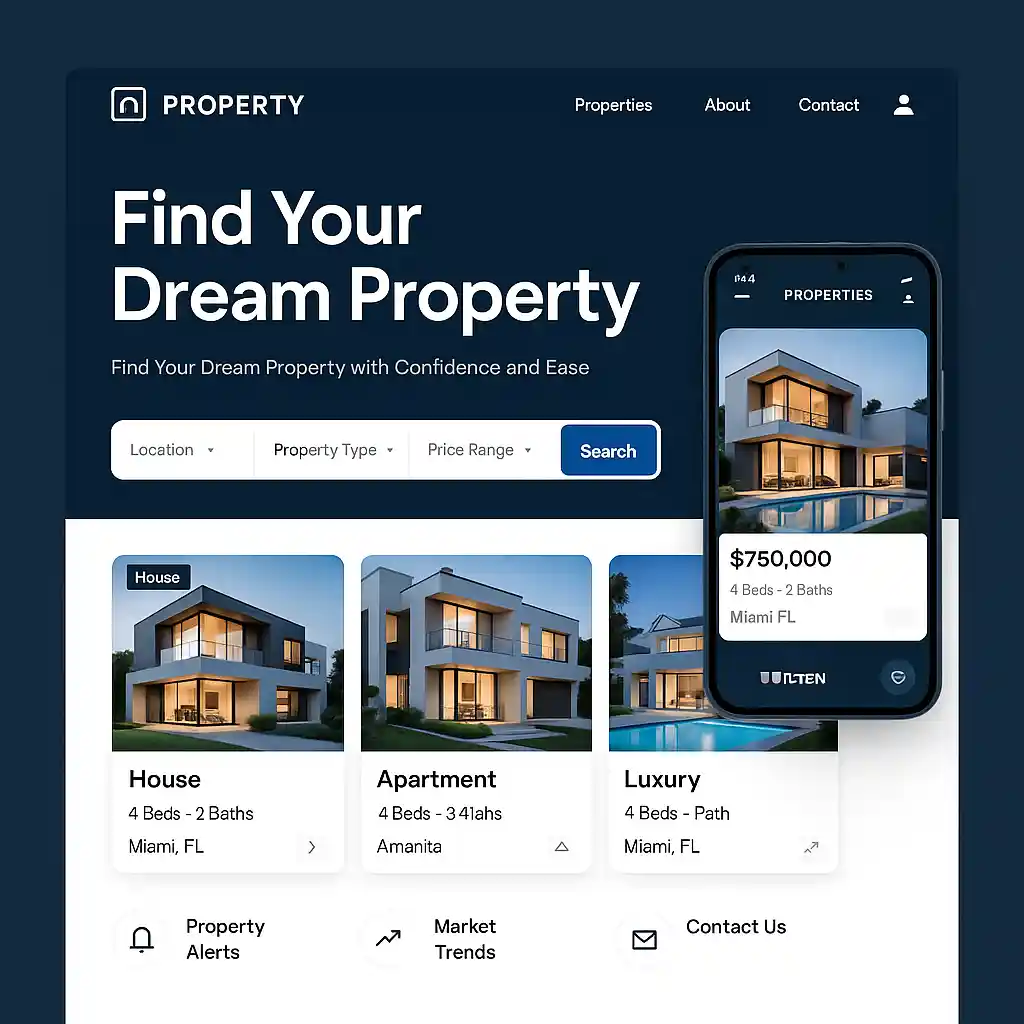 PROPERTY
Properties About Contact
Find Your
Dream Property
Find Your Dream Property with Confidence and Ease
Location Property Type Price Range Search
PROPERTIES
$750,000
4 Beds - 2 Baths
Miami FL
House
House
4 Beds - 2 Baths
Miami, FL
Apartment
4 Beds - 3 41ahs
Amanita
Luxury
4 Beds - Path
Miami, FL
Property
Alerts
Market
Trends
Contact Us